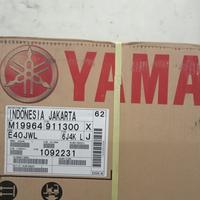 YAMA
INDONESIA JAKARTA 62
M19964 911300 X
E40JWL 6J4K L J
1092231